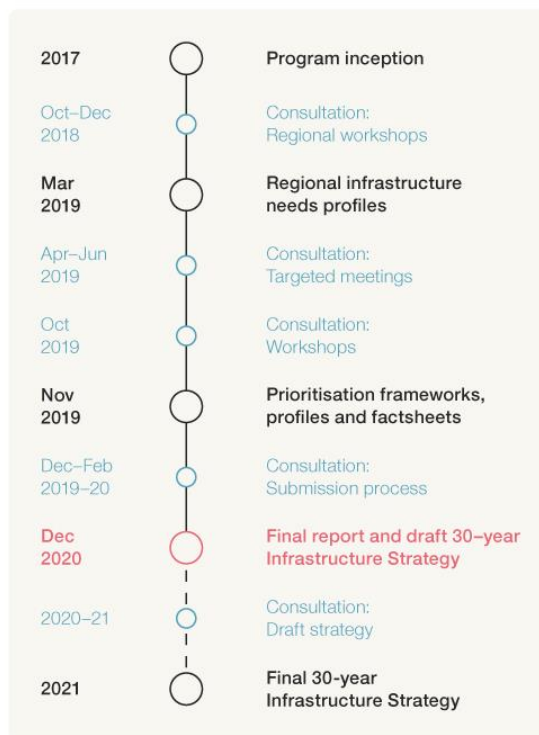 2017
Program inception
Oct–Dec
2018
Consultation:
Regional workshops
Mar
2019
Regional infrastructure
needs profiles
Apr–Jun
2019
Consultation:
Targeted meetings
Oct
2019
Consultation:
Workshops
Nov
2019
Prioritisation frameworks,
profiles and factsheets
Dec–Feb
2019–20
Consultation:
Submission process
Dec
2020
Final report and draft 30–year
Infrastructure Strategy
2020–21
Consultation:
Draft strategy
2021
Final 30-year
Infrastructure Strategy